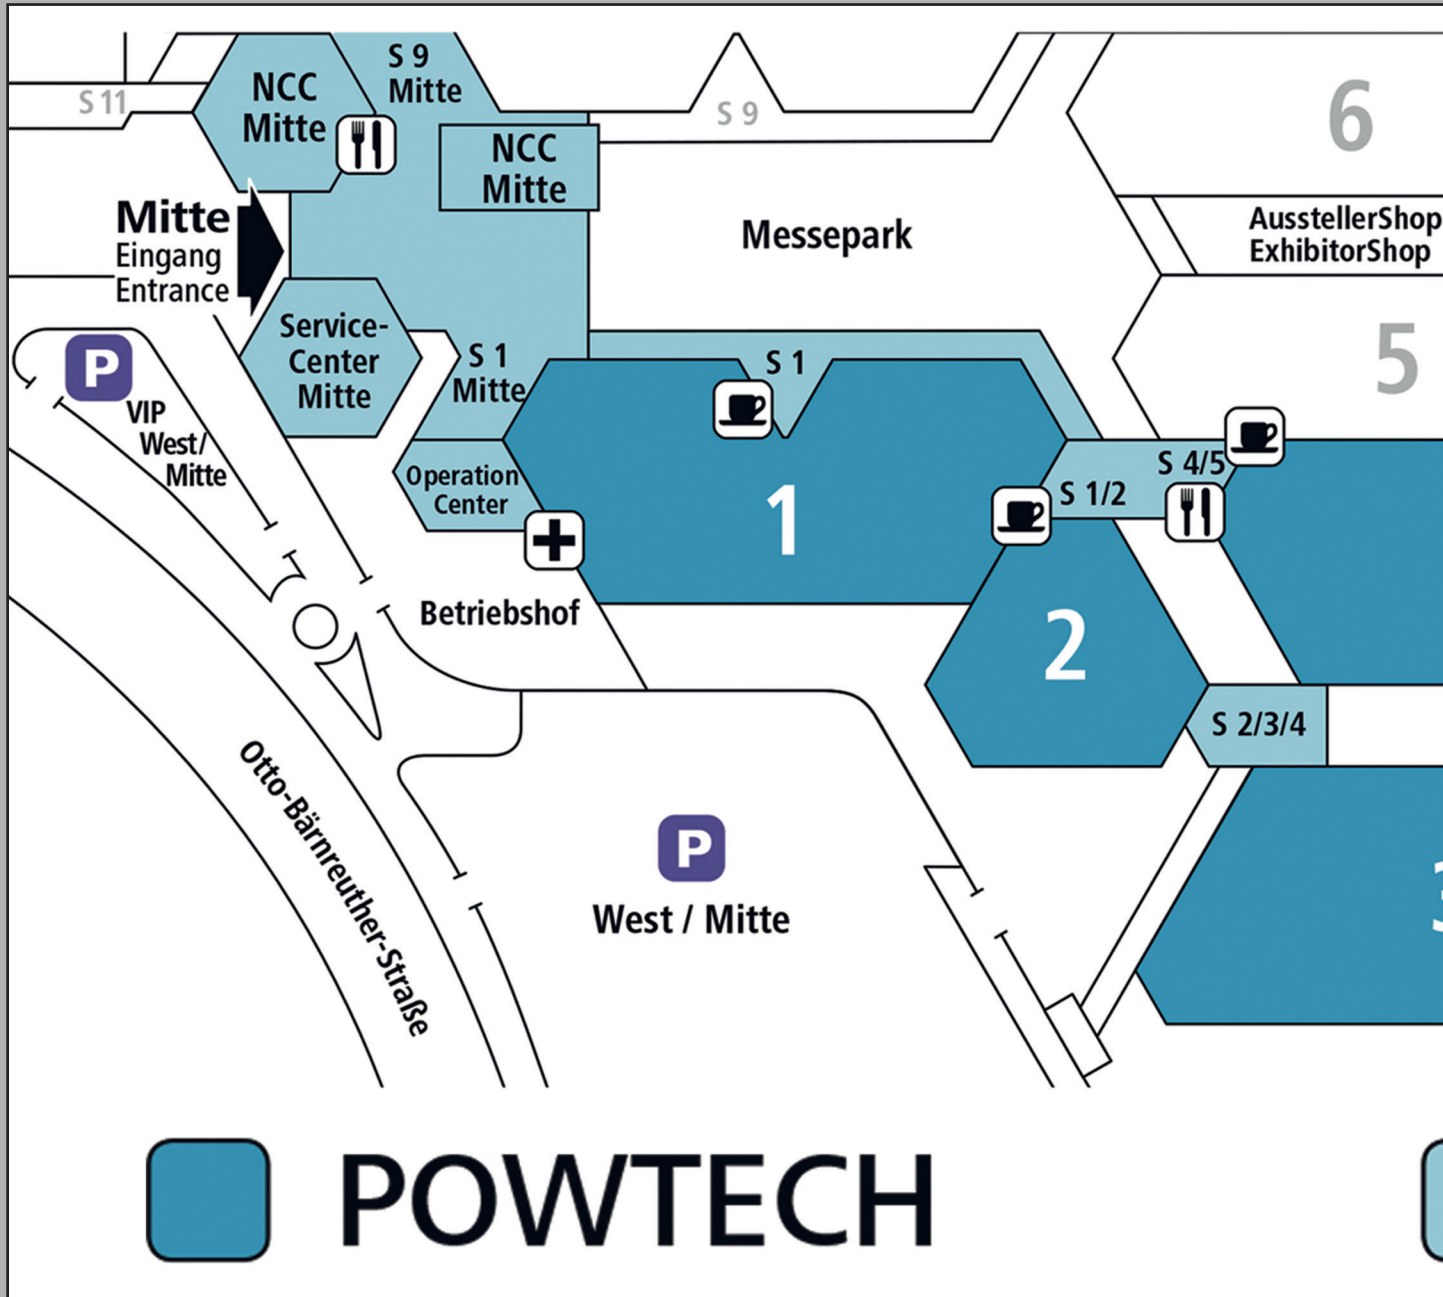 S 9
Mitte
NCC
Mitte
S 11
S 9
6
NCC
Mitte
Mitte
Eingang
Entrance
Messepark
AusstellerShop
ExhibitorShop
Service-
Center
Mitte
S 1
Mitte
S 1
5
P
VIP
West/
Mitte
Operation
Center
S 4/5
S 1/2
1
Betriebshof
2
S 2/3/4
Otto-Bärnreuther-Straße
P
West / Mitte
3
POWTECH